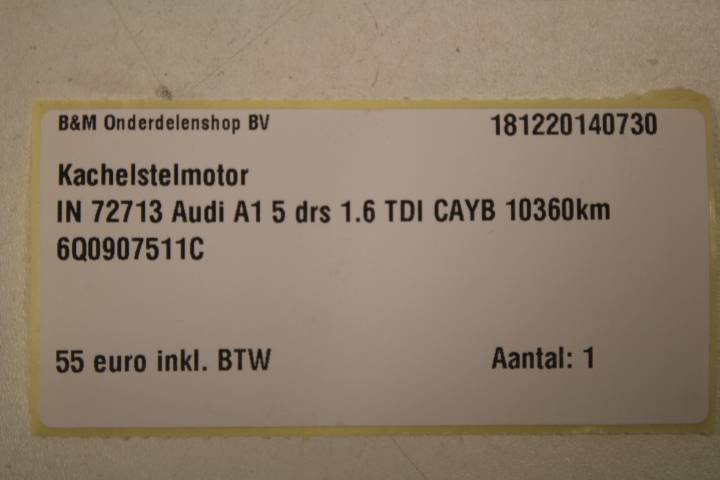 B&M Onderdelenshop BV 181220140730
Kachelstelmotor
IN 72713 Audi A1 5 drs 1.6 TDI CAYB 10360km
6Q0907511C
55 euro inkl. BTW Aantal: 1